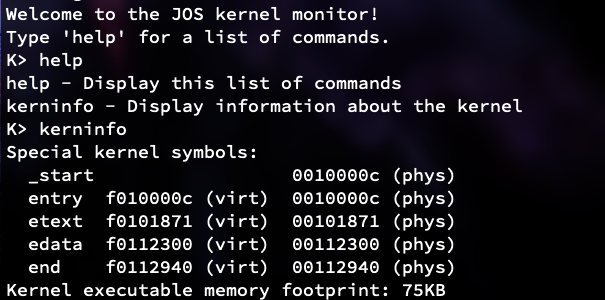 Welcome to the JOS kernel monitor!
Type 'help' for a list of commands.
K> help
help - Display this list of commands
kerninfo - Display information about the kernel
K> kerninfo
Special kernel symbols:
  _start                  0010000c (phys)
  entry  f010000c (virt)  0010000c (phys)
  etext  f0101871 (virt)  00101871 (phys)
  edata  f0112300 (virt)  00112300 (phys)
  end    f0112940 (virt)  00112940 (phys)
Kernel executable memory footprint: 75KB